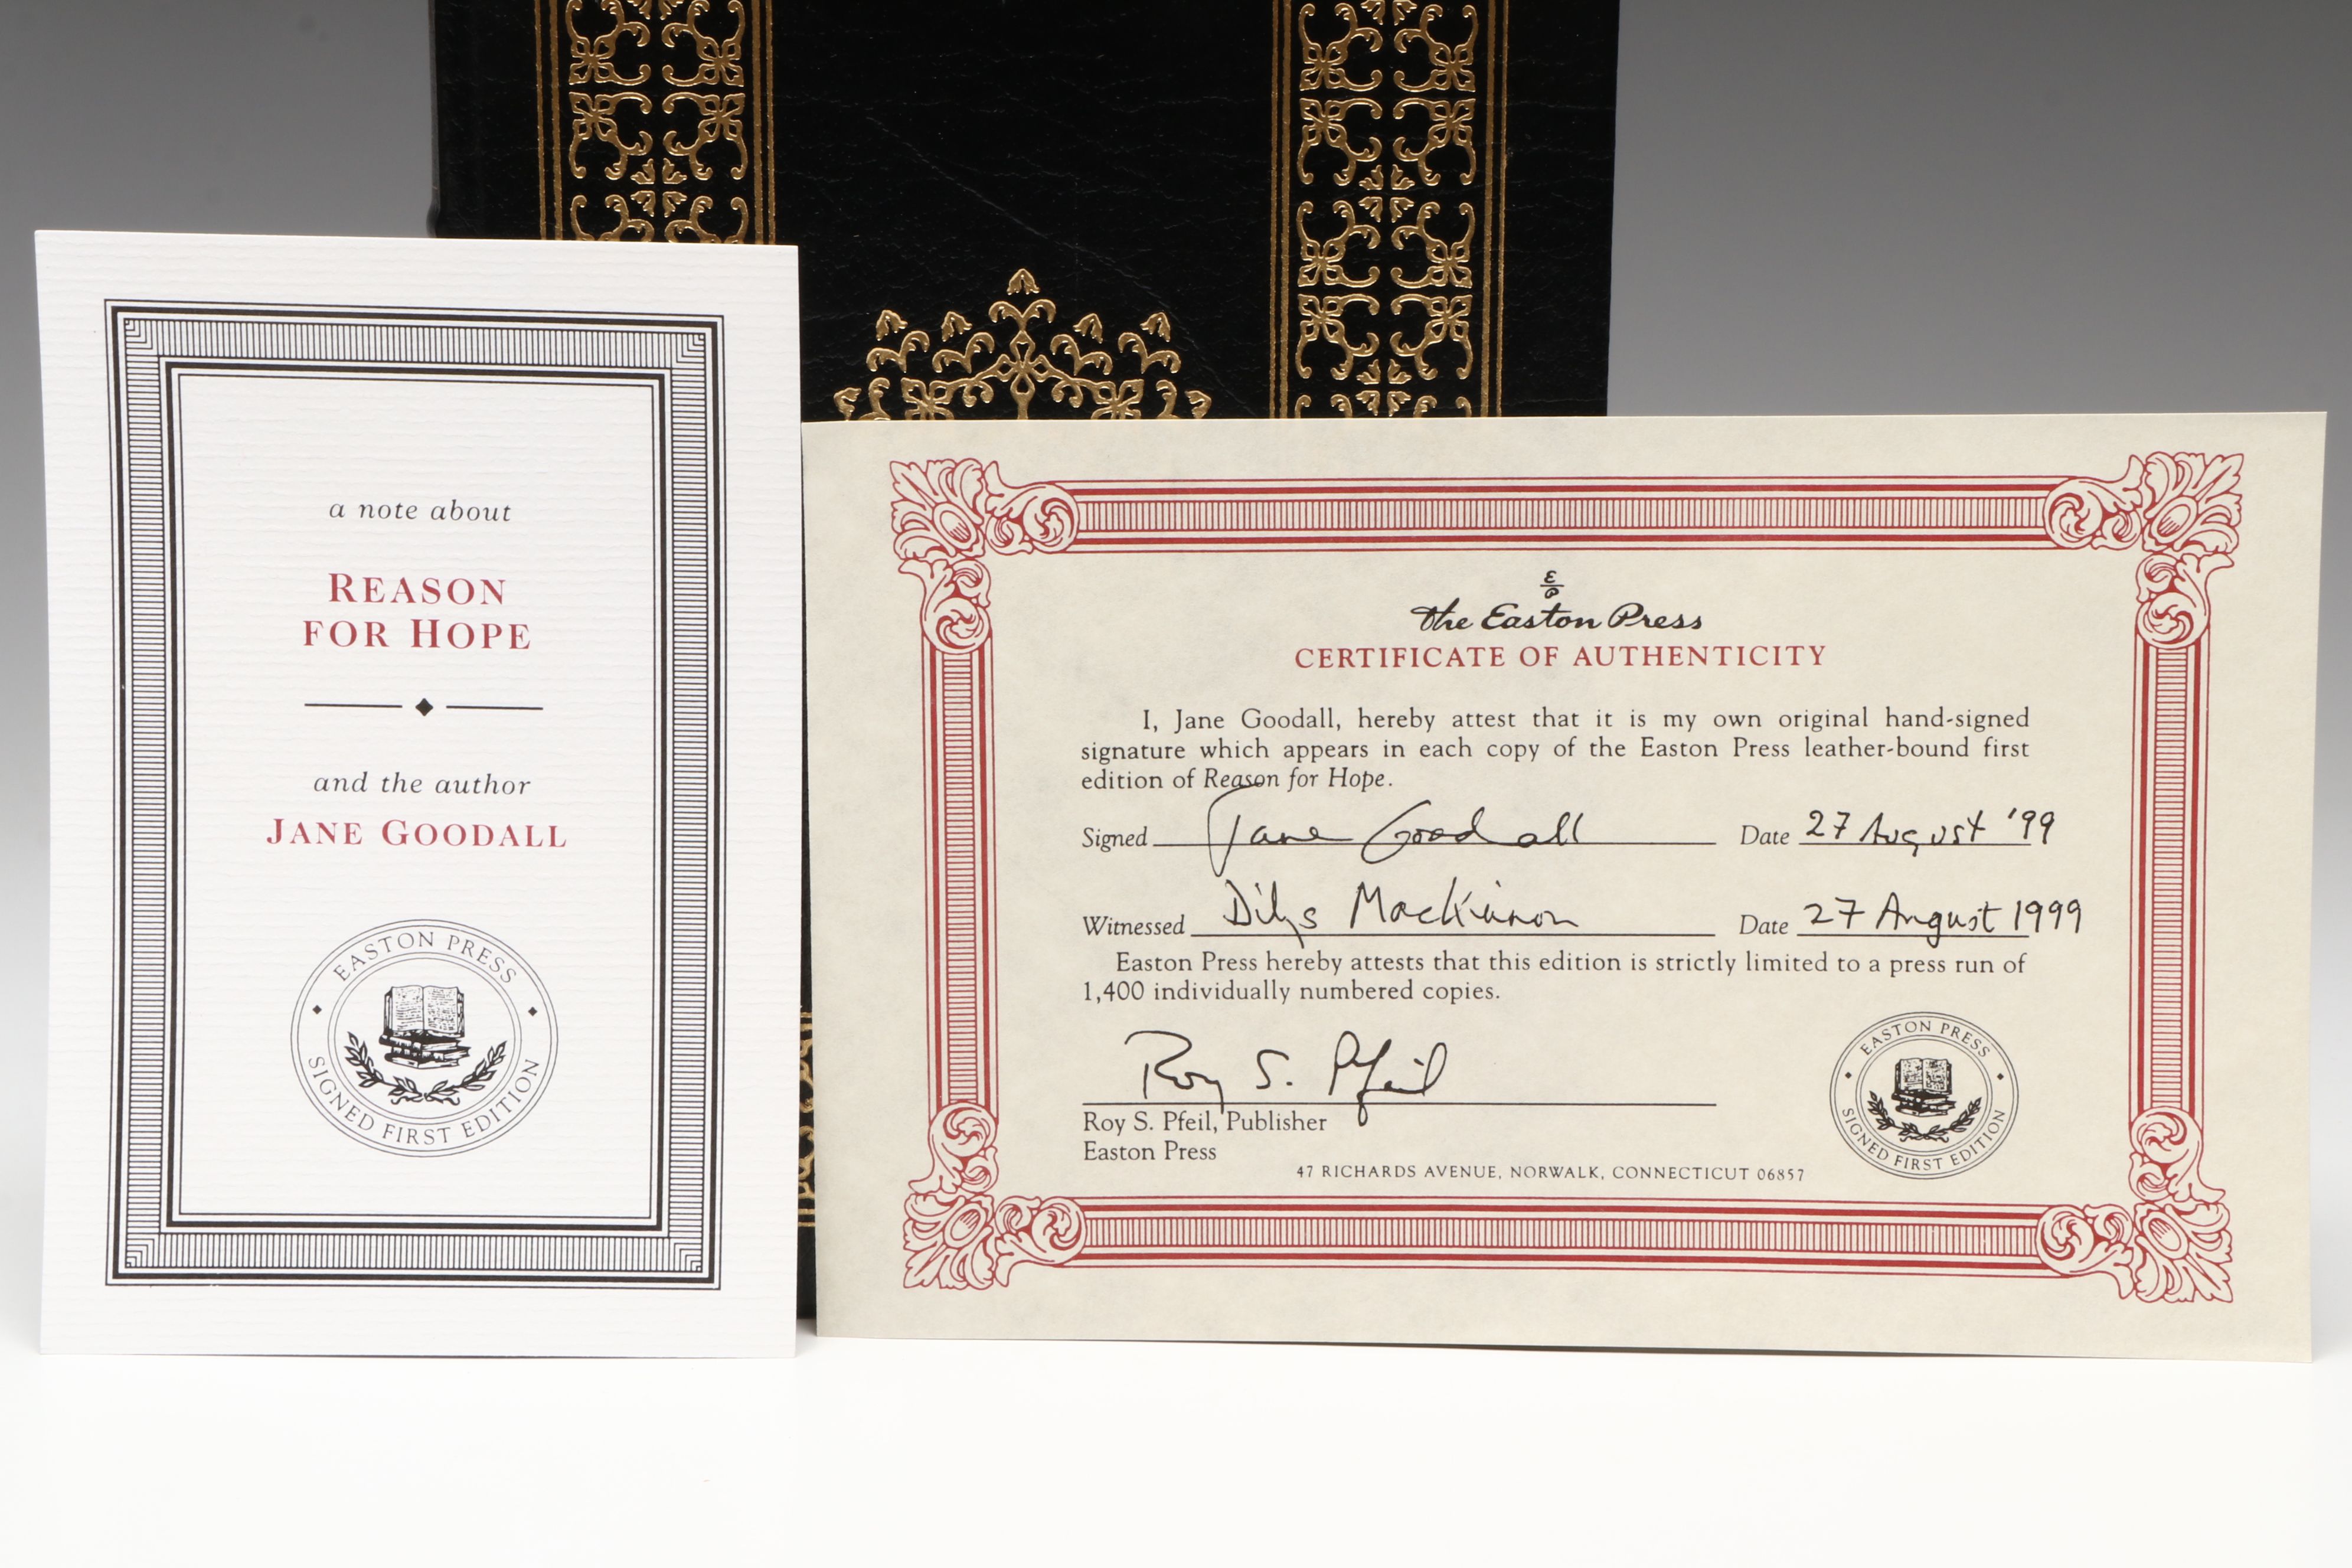 a note about
REASON
FOR HOPE
and the author
JANE GOODALL
EASTON PRESS
SIGNED FIRST EDITION
E
P
the Easton Press
CERTIFICATE OF AUTHENTICITY
I, Jane Goodall, hereby attest that it is my own original hand-signed
signature which appears in each copy of the Easton Press leather-bound first
edition of Reason for Hope.
Signed Jane Goodall Date 27 August '99
Witnessed Dilys MacKinnon Date 27 August 1999
Easton Press hereby attests that this edition is strictly limited to a press run of
1,400 individually numbered copies.
Roy S. Pfeil
Roy S. Pfeil, Publisher
Easton Press
47 RICHARDS AVENUE, NORWALK, CONNECTICUT 06857
EASTON PRESS
SIGNED FIRST EDITION